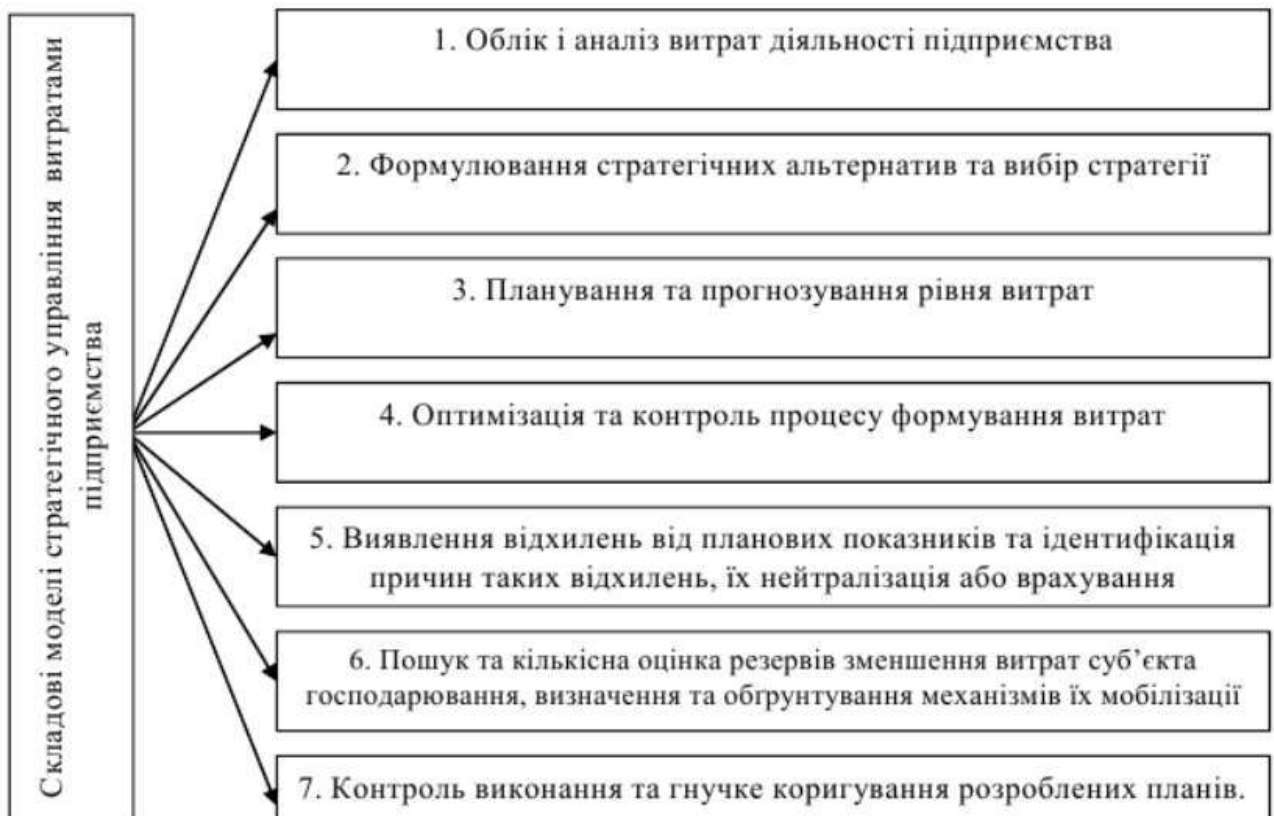 Складові моделі стратегічного управління витратами
підприємства
1. Облік і аналіз витрат діяльності підприємства
2. Формулювання стратегічних альтернатив та вибір стратегії
3. Планування та прогнозування рівня витрат
4. Оптимізація та контроль процесу формування витрат
5. Виявлення відхилень від планових показників та ідентифікація
причин таких відхилень, їх нейтралізація або врахування
6. Пошук та кількісна оцінка резервів зменшення витрат суб’єкта
господарювання, визначення та обґрунтування механізмів їх мобілізації
7. Контроль виконання та гнучке коригування розроблених планів.